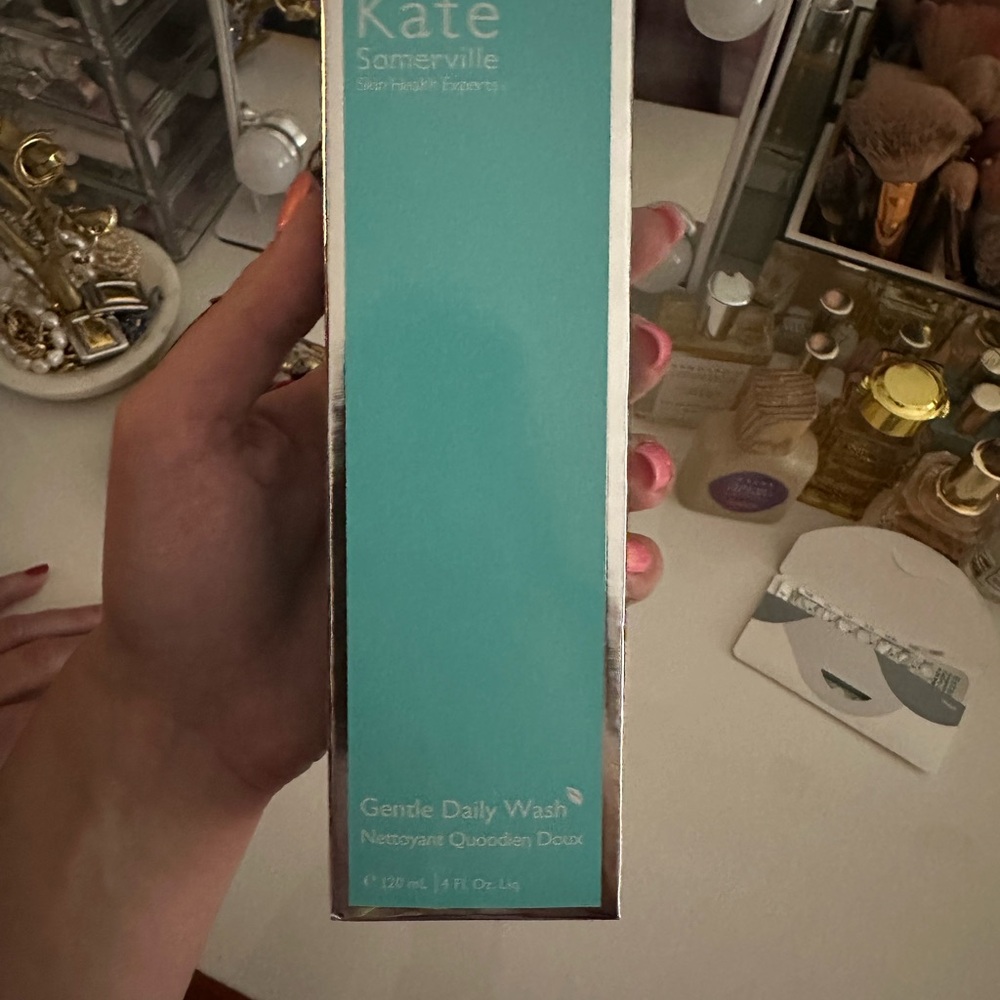 Kate
Somerville
Skin Health Experts
Gentle Daily Wash
Nettoyant Quotidien Doux
℮ 120 mL | 4 Fl. Oz. Liq.